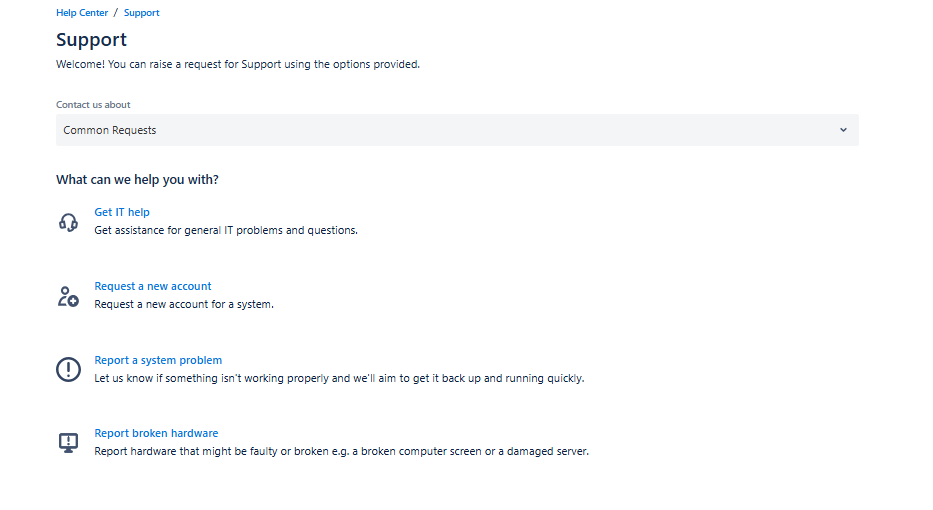 Help Center / Support
Support
Welcome! You can raise a request for Support using the options provided.
Contact us about
Common Requests
What can we help you with?
Get IT help
Get assistance for general IT problems and questions.
Request a new account
Request a new account for a system.
Report a system problem
Let us know if something isn't working properly and we'll aim to get it back up and running quickly.
Report broken hardware
Report hardware that might be faulty or broken e.g. a broken computer screen or a damaged server.